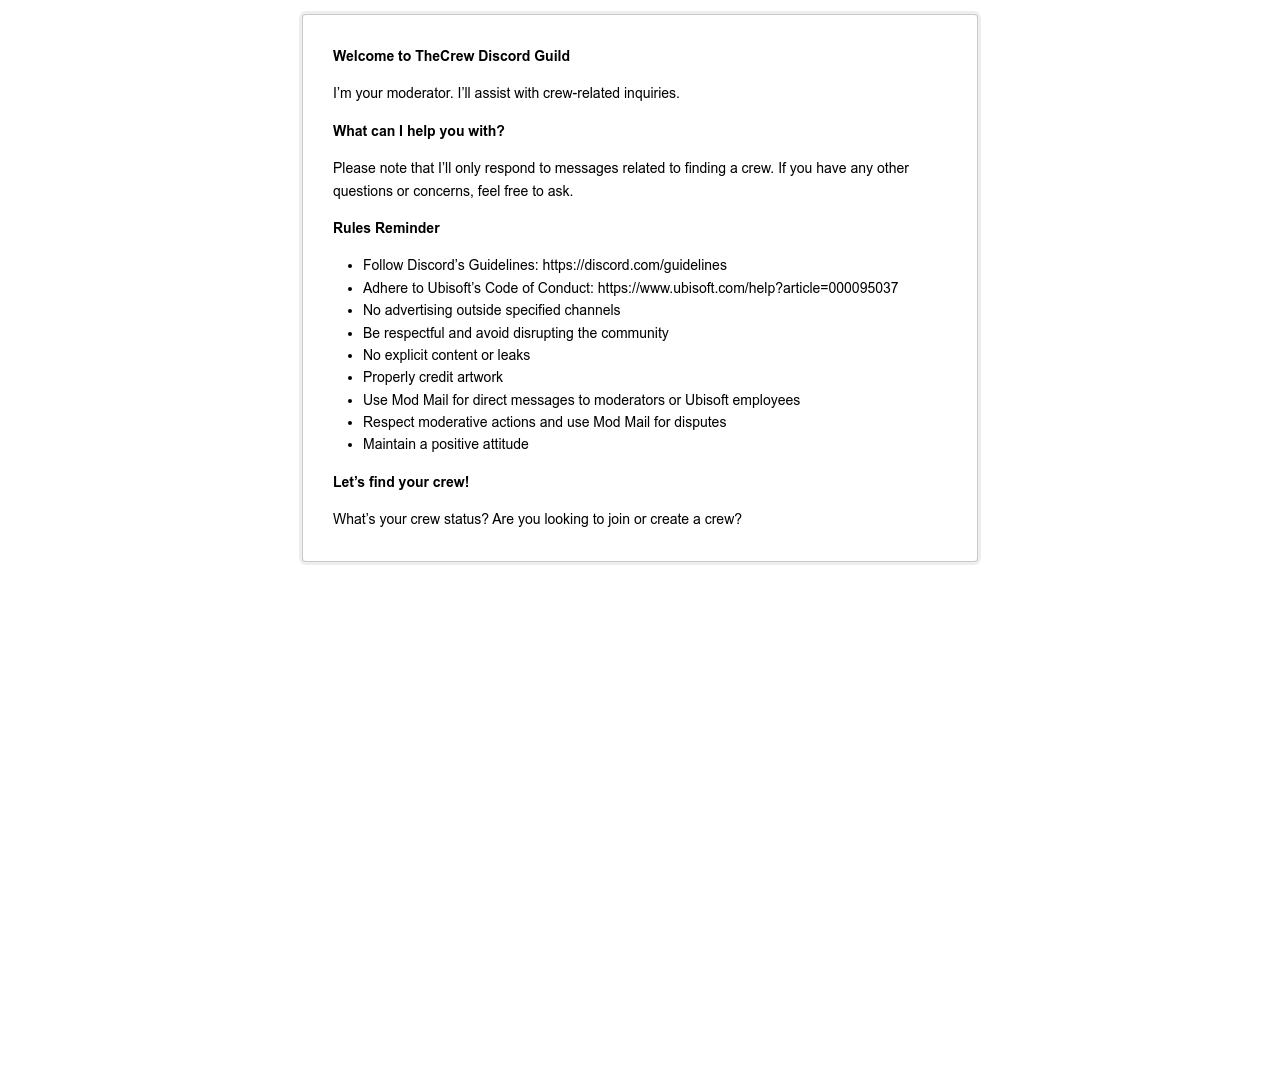 Welcome to TheCrew Discord Guild
I’m your moderator. I’ll assist with crew-related inquiries.
What can I help you with?
Please note that I’ll only respond to messages related to finding a crew. If you have any other
questions or concerns, feel free to ask.
Rules Reminder
• Follow Discord’s Guidelines: https://discord.com/guidelines
• Adhere to Ubisoft’s Code of Conduct: https://www.ubisoft.com/help?article=000095037
• No advertising outside specified channels
• Be respectful and avoid disrupting the community
• No explicit content or leaks
• Properly credit artwork
• Use Mod Mail for direct messages to moderators or Ubisoft employees
• Respect moderative actions and use Mod Mail for disputes
• Maintain a positive attitude
Let’s find your crew!
What’s your crew status? Are you looking to join or create a crew?